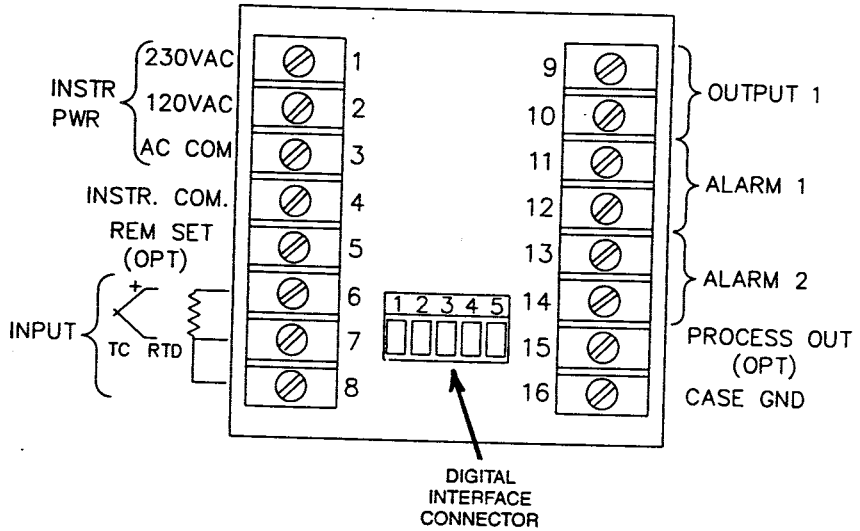 230VAC
120VAC
AC COM
INSTR
PWR
INSTR. COM.
REM SET
(OPT)
INPUT
+
TC RTD
1
2
3
4
5
6
7
8
1 2 3 4 5
9
10
11
12
13
14
15
16
OUTPUT 1
ALARM 1
ALARM 2
PROCESS OUT
(OPT)
CASE GND
DIGITAL
INTERFACE
CONNECTOR